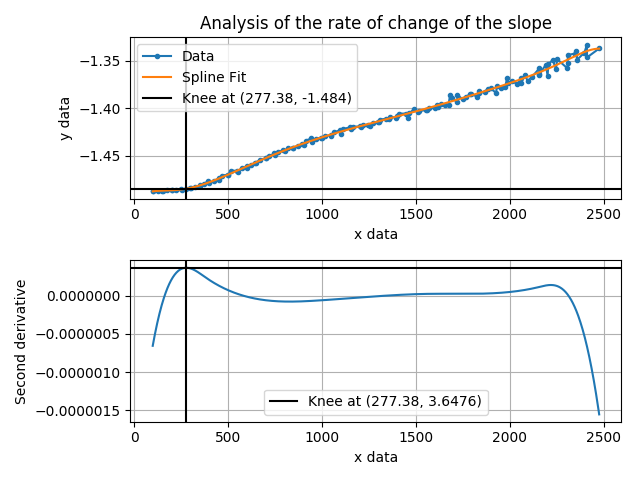 Analysis of the rate of change of the slope
Data
Spline Fit
Knee at (277.38, -1.484)
−1.35
−1.40
−1.45
y data
0 500 1000 1500 2000 2500
x data
0.0000000
−0.0000005
−0.0000010
−0.0000015
Second derivative
Knee at (277.38, 3.6476)
0 500 1000 1500 2000 2500
x data